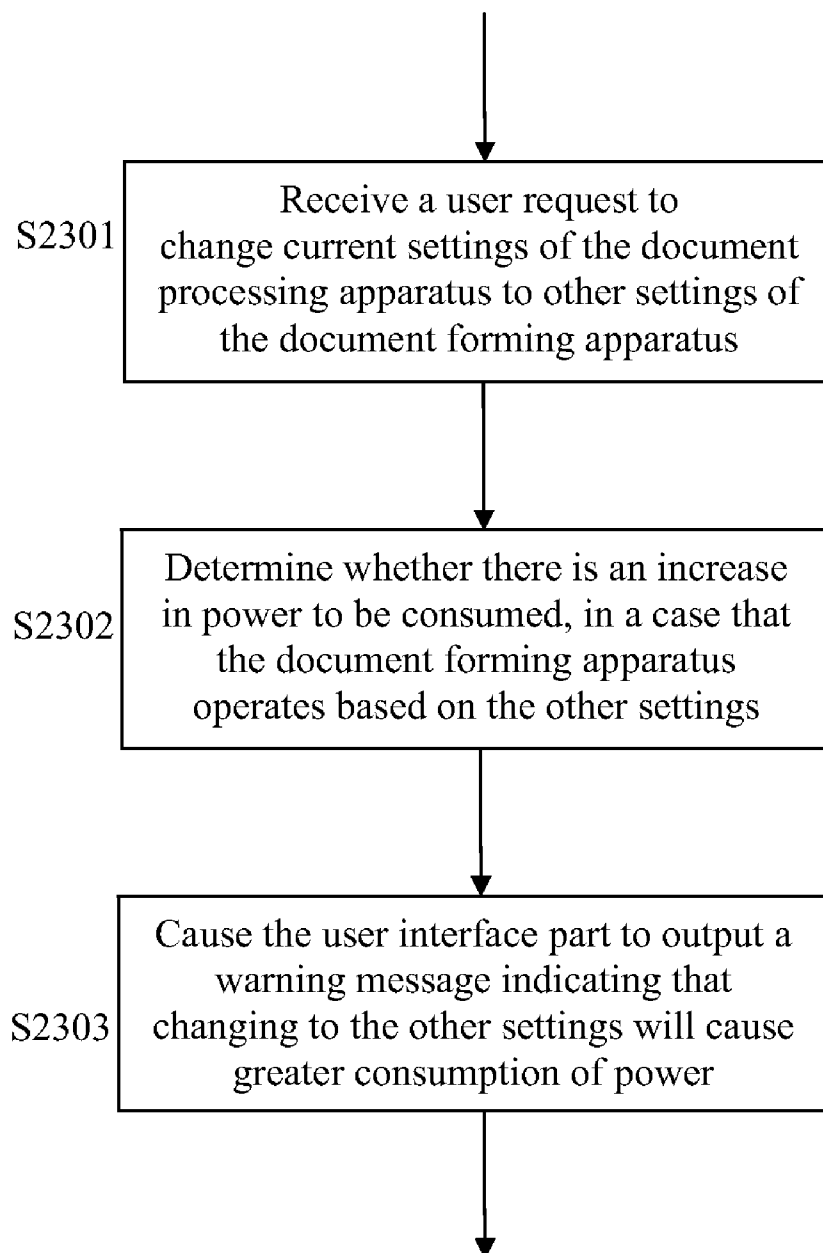 Receive a user request to
S2301
change current settings of the document
processing apparatus to other settings of
the document forming apparatus
Determine whether there is an increase
S2302
in power to be consumed, in a case that
the document forming apparatus
operates based on the other settings
Cause the user interface part to output a
warning message indicating that
S2303
changing to the other settings will cause
greater consumption of power